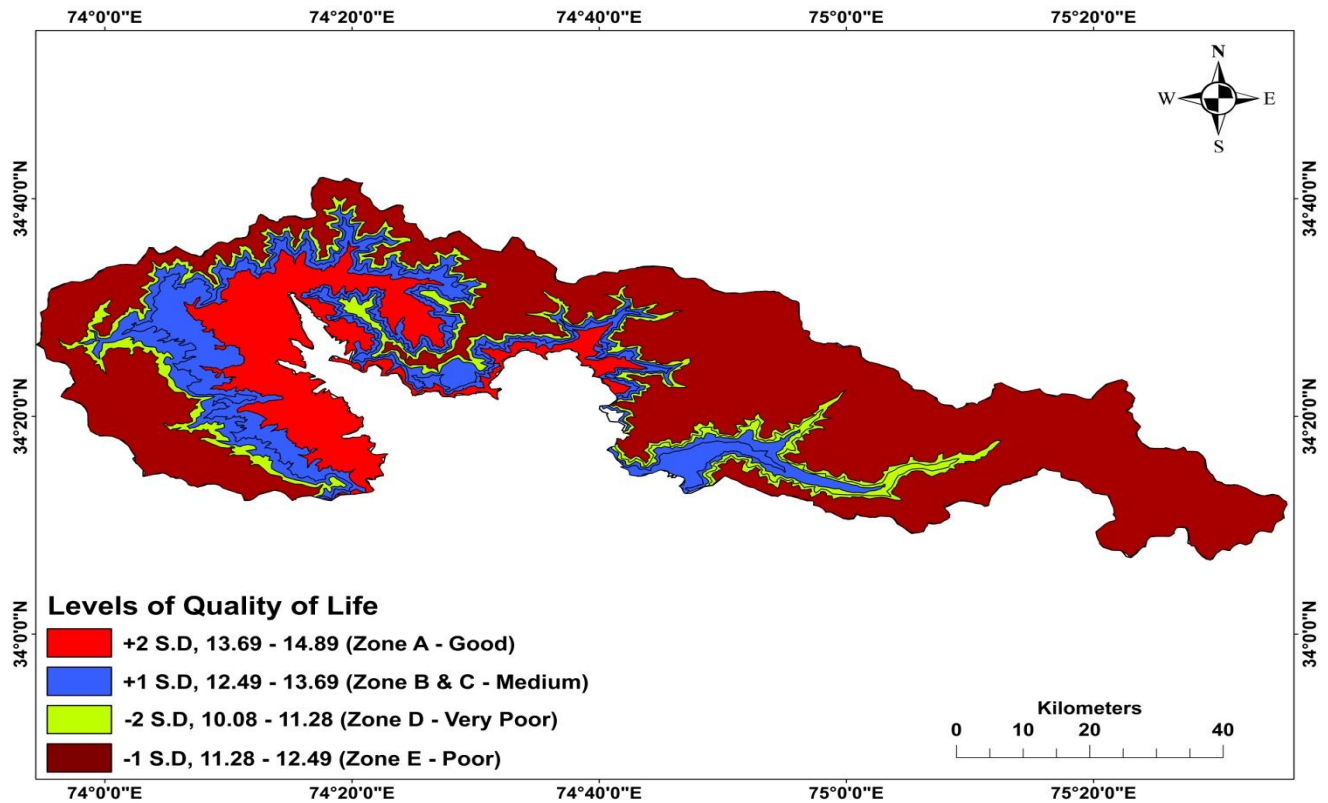 74°0'0"E 74°20'0"E 74°40'0"E 75°0'0"E 75°20'0"E
N
W E
S
34°40'0"N 34°40'0"N
34°20'0"N 34°20'0"N
34°0'0"N 34°0'0"N
Levels of Quality of Life
+2 S.D, 13.69 - 14.89 (Zone A - Good)
+1 S.D, 12.49 - 13.69 (Zone B & C - Medium)
-2 S.D, 10.08 - 11.28 (Zone D - Very Poor)
-1 S.D, 11.28 - 12.49 (Zone E - Poor)
Kilometers
0 10 20 40
74°0'0"E 74°20'0"E 74°40'0"E 75°0'0"E 75°20'0"E